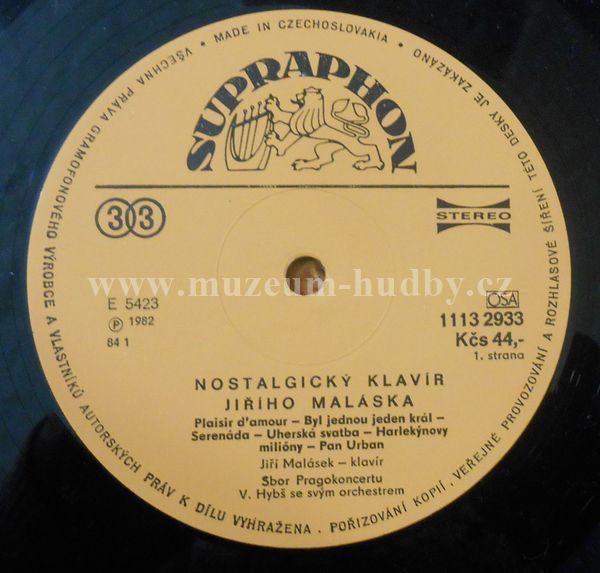 VŠECHNA PRÁVA GRAMOFONOVÉHO VÝROBCE A VLASTNÍKŮ AUTORSKÝCH PRÁV K DÍLU VYHRAŽENA . POŘIZOVÁNÍ KOPIÍ . VEŘEJNÉ PROVOZOVÁNÍ A ROZHLASOVÉ ŠÍŘENÍ TÉTO DESKY JE ZAKÁZÁNO
• MADE IN CZECHOSLOVAKIA •
SUPRAPHON
33
STEREO
www.muzeum-hudby.cz
E 5423
Ⓟ 1982
84 1
OSA
1113 2933
Kčs 44,-
1. strana
NOSTALGICKÝ KLAVÍR
JIŘÍHO MALÁSKA
Plaisir d'amour – Byl jednou jeden král –
Serenáda – Uherská svatba – Harlekýnovy
milióny – Pan Urban
Jiří Malásek – klavír
Sbor Pragokoncertu
V. Hybš se svým orchestrem